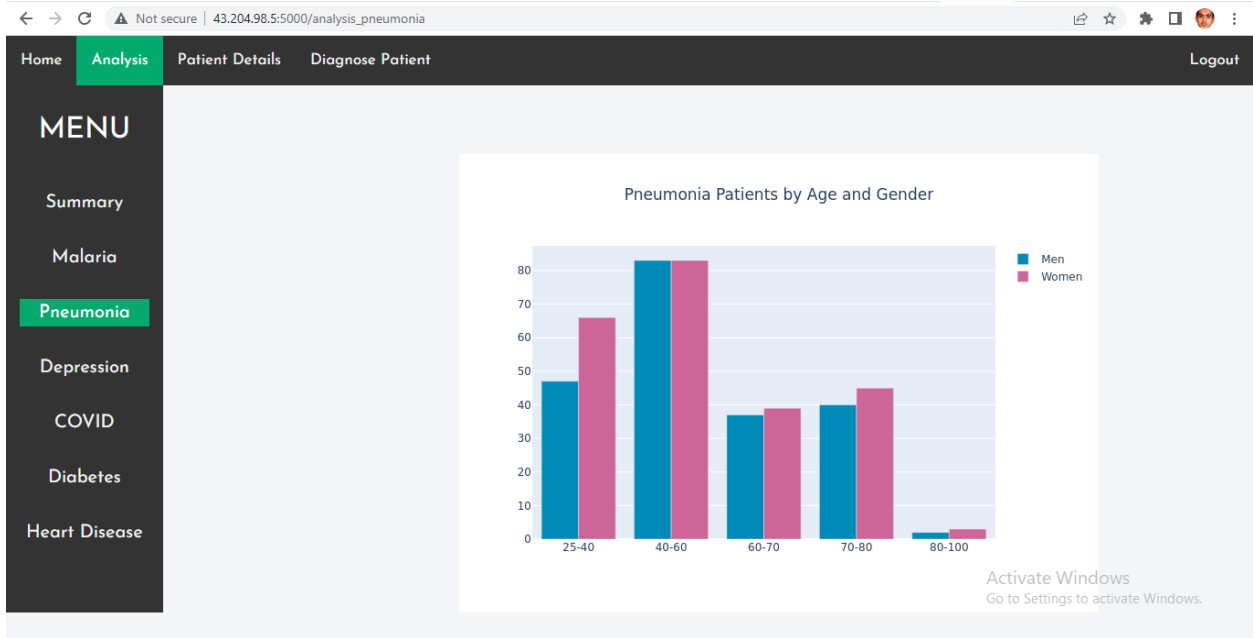 Not secure | 43.204.98.5:5000/analysis_pneumonia
Home Analysis Patient Details Diagnose Patient Logout
MENU
Summary
Malaria
Pneumonia
Depression
COVID
Diabetes
Heart Disease
Pneumonia Patients by Age and Gender
Men
Women
80
70
60
50
40
30
20
10
0
25-40 40-60 60-70 70-80 80-100
Activate Windows
Go to Settings to activate Windows.